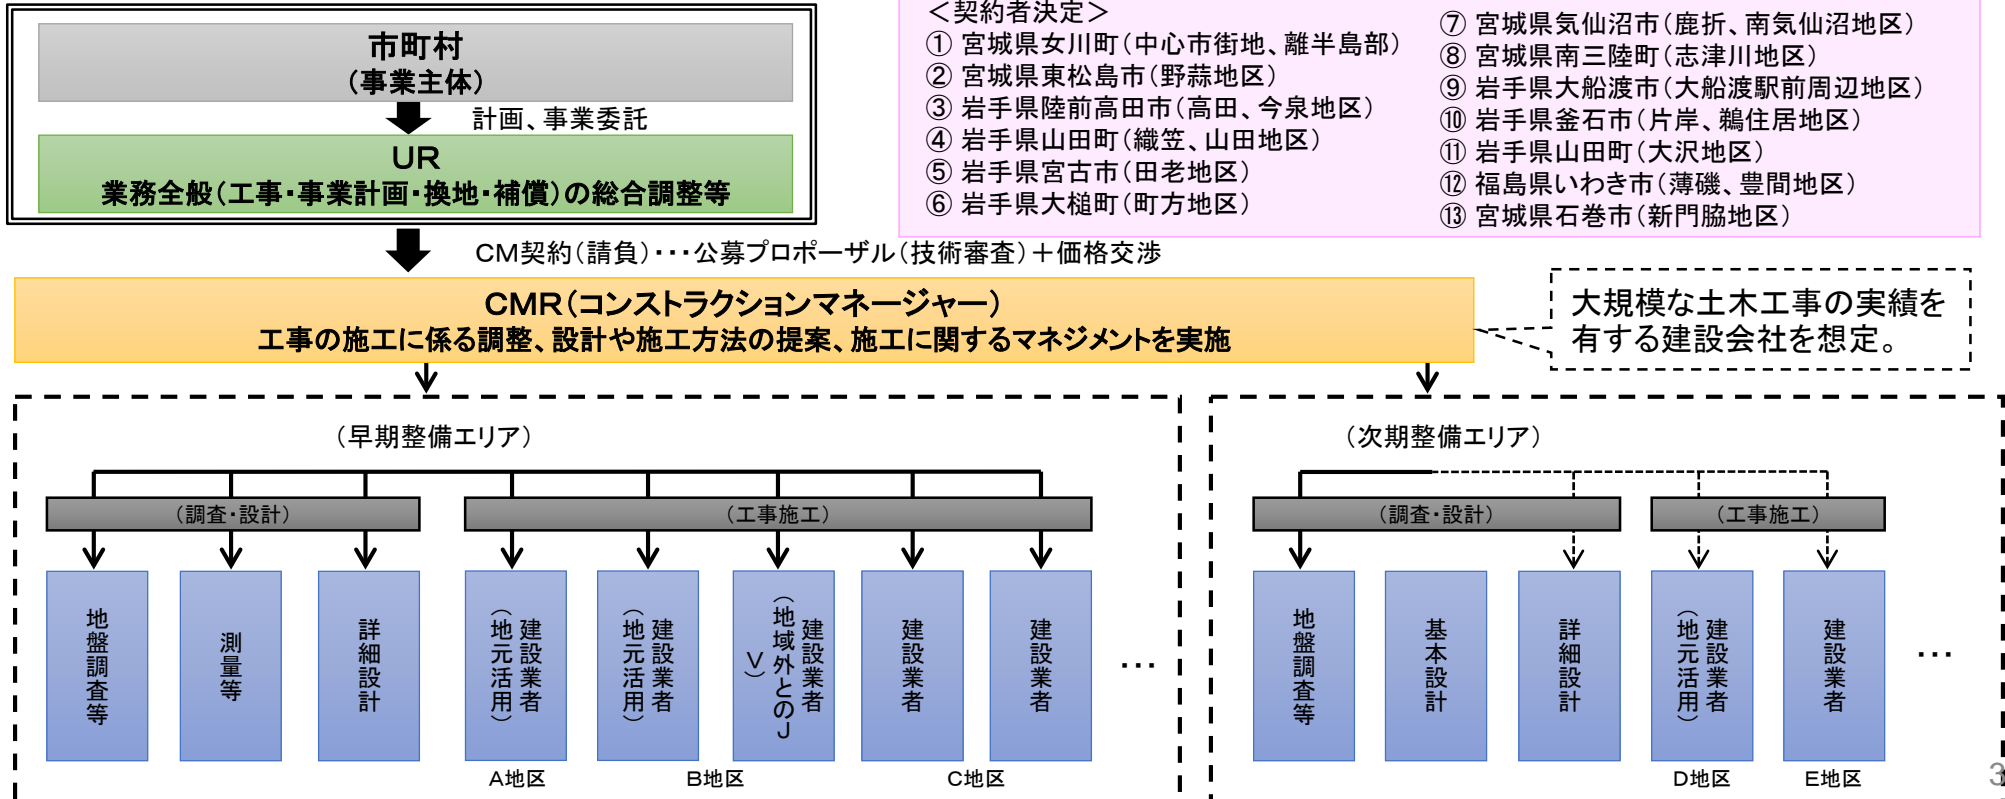 市町村
(事業主体)
計画、事業委託
UR
業務全般(工事・事業計画・換地・補償)の総合調整等
<契約者決定>
① 宮城県女川町(中心市街地、離半島部)
② 宮城県東松島市(野蒜地区)
③ 岩手県陸前高田市(高田、今泉地区)
④ 岩手県山田町(織笠、山田地区)
⑤ 岩手県宮古市(田老地区)
⑥ 岩手県大槌町(町方地区)
⑦ 宮城県気仙沼市(鹿折、南気仙沼地区)
⑧ 宮城県南三陸町(志津川地区)
⑨ 岩手県大船渡市(大船渡駅前周辺地区)
⑩ 岩手県釜石市(片岸、鵜住居地区)
⑪ 岩手県山田町(大沢地区)
⑫ 福島県いわき市(薄磯、豊間地区)
⑬ 宮城県石巻市(新門脇地区)
CM契約(請負)・・・公募プロポーザル(技術審査)+価格交渉
CMR(コンストラクションマネージャー)
工事の施工に係る調整、設計や施工方法の提案、施工に関するマネジメントを実施
大規模な土木工事の実績を
有する建設会社を想定。
(早期整備エリア)
(調査・設計)
(工事施工)
地盤調査等
測量等
詳細設計
建設業者
(地元活用)
建設業者
(地元活用)
建設業者
(地域外とのJ
V)
建設業者
建設業者
…
A地区
B地区
C地区
(次期整備エリア)
(調査・設計)
(工事施工)
地盤調査等
基本設計
詳細設計
建設業者
(地元活用)
建設業者
…
D地区
E地区
3